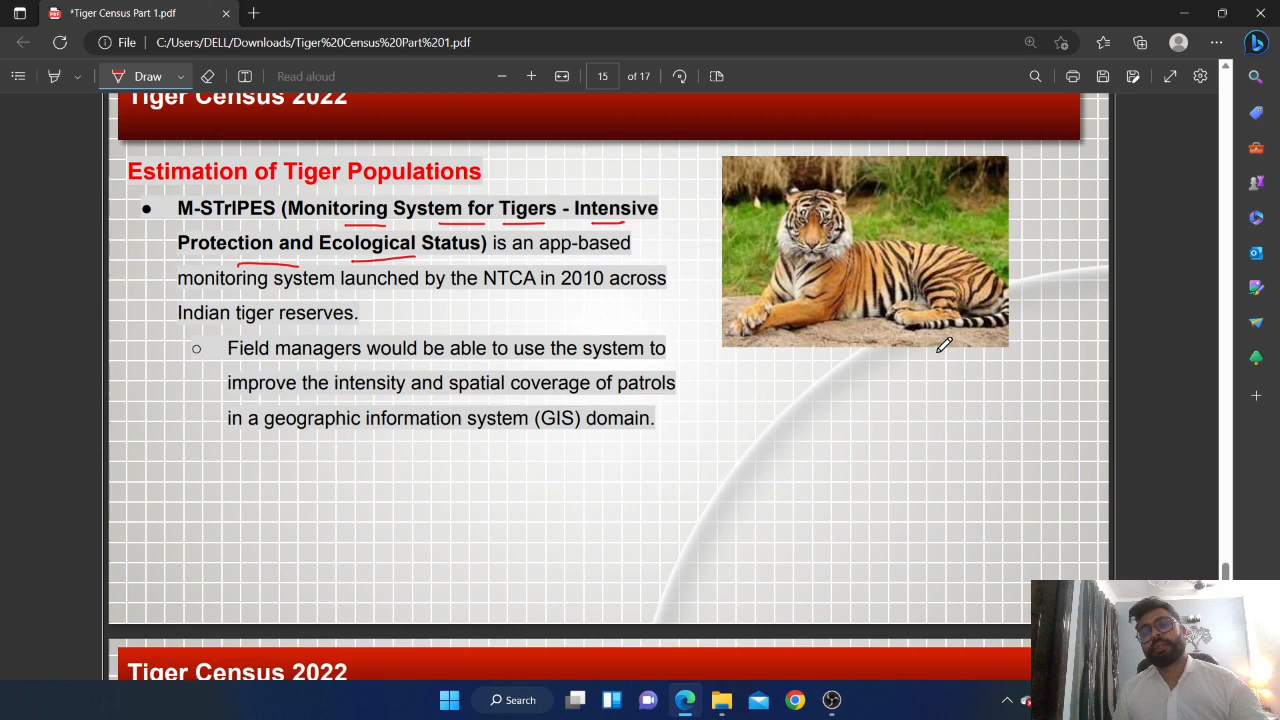 *Tiger Census Part 1.pdf
File
C:/Users/DELL/Downloads/Tiger%20Census%20Part%201.pdf
Draw
Read aloud
15
of 17
Tiger Census 2022
Estimation of Tiger Populations
● M-STrIPES (Monitoring System for Tigers - Intensive
Protection and Ecological Status) is an app-based
monitoring system launched by the NTCA in 2010 across
Indian tiger reserves.
○ Field managers would be able to use the system to
improve the intensity and spatial coverage of patrols
in a geographic information system (GIS) domain.
Tiger Census 2022
Search